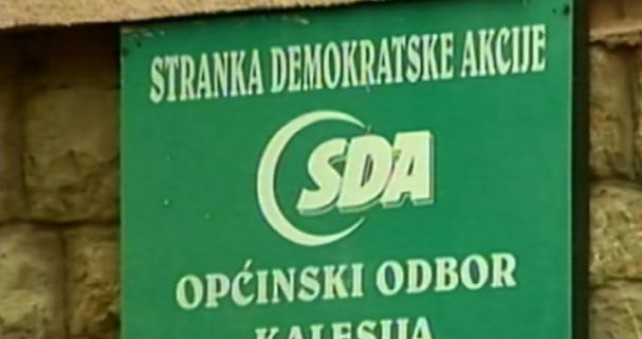 STRANKA DEMOKRATSKE AKCIJE
SDA
OPĆINSKI ODBOR
KALESIJA